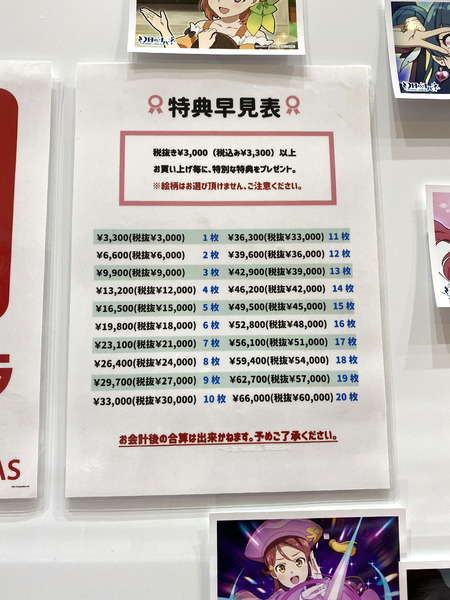 特典早見表
税抜き¥3,000（税込み¥3,300）以上
お買い上げ毎に、特別な特典をプレゼント。
※絵柄はお選び頂けません、ご注意ください。
¥3,300(税抜¥3,000) 1枚 ¥36,300(¥33,000) 11枚
¥6,600(税抜¥6,000) 2枚 ¥39,600(税抜¥36,000) 12枚
¥9,900(税抜¥9,000) 3枚 ¥42,900(税抜¥39,000) 13枚
¥13,200(税抜¥12,000) 4枚 ¥46,200(税抜¥42,000) 14枚
¥16,500(税抜¥15,000) 5枚 ¥49,500(税抜¥45,000) 15枚
¥19,800(税抜¥18,000) 6枚 ¥52,800(税抜¥48,000) 16枚
¥23,100(税抜¥21,000) 7枚 ¥56,100(税抜¥51,000) 17枚
¥26,400(税抜¥24,000) 8枚 ¥59,400(税抜¥54,000) 18枚
¥29,700(税抜¥27,000) 9枚 ¥62,700(税抜¥57,000) 19枚
¥33,000(税抜¥30,000) 10枚 ¥66,000(税抜¥60,000) 20枚
お会計後の合算は出来かねます。予めご了承ください。
AS